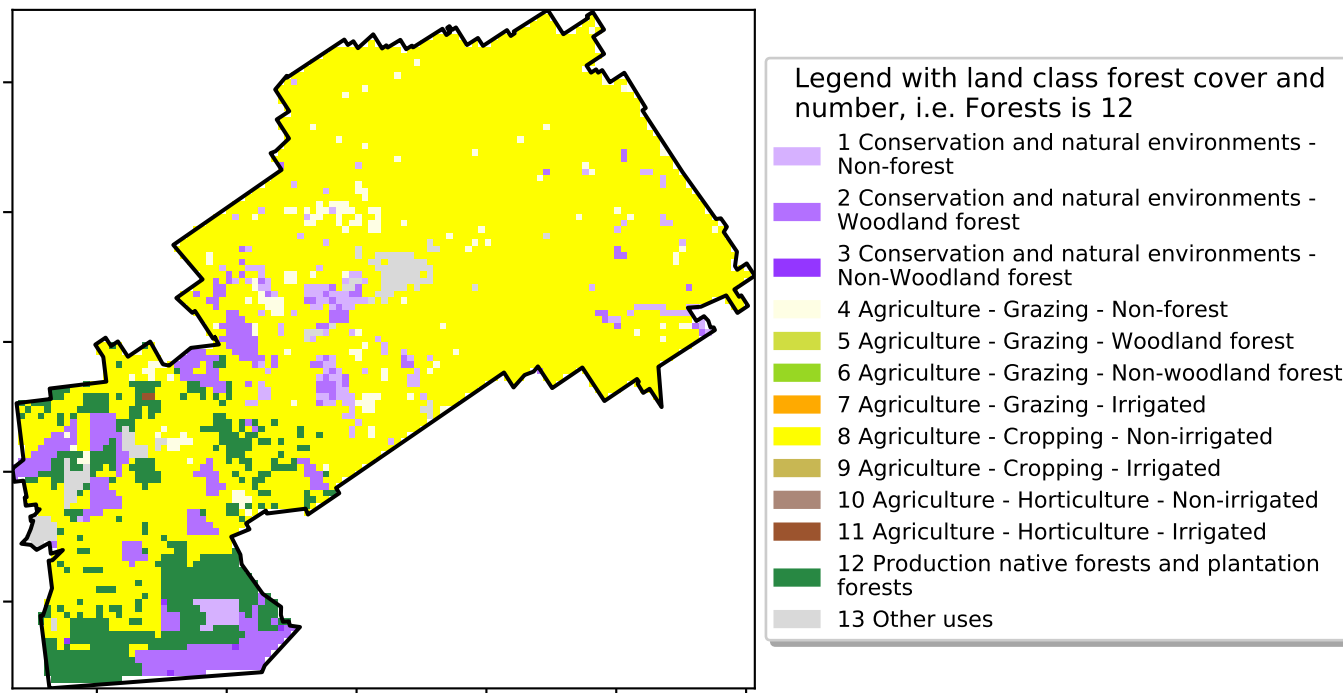 Legend with land class forest cover and
number, i.e. Forests is 12
1 Conservation and natural environments -
Non-forest
2 Conservation and natural environments -
Woodland forest
3 Conservation and natural environments -
Non-Woodland forest
4 Agriculture - Grazing - Non-forest
5 Agriculture - Grazing - Woodland forest
6 Agriculture - Grazing - Non-woodland forest
7 Agriculture - Grazing - Irrigated
8 Agriculture - Cropping - Non-irrigated
9 Agriculture - Cropping - Irrigated
10 Agriculture - Horticulture - Non-irrigated
11 Agriculture - Horticulture - Irrigated
12 Production native forests and plantation
forests
13 Other uses